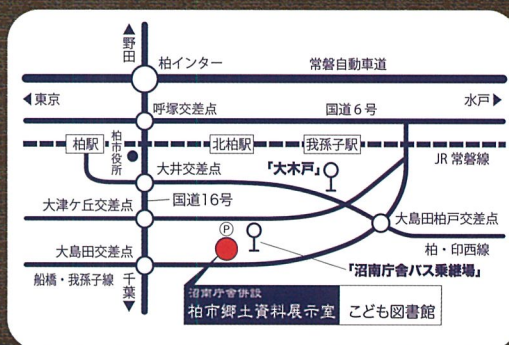 ▲野田
柏インター
常磐自動車道
◀東京
呼塚交差点
国道6号
水戸▶
柏駅
柏市役所
北柏駅
我孫子駅
JR 常磐線
大井交差点
「大木戸」
国道16号
大津ケ丘交差点
大島田柏戸交差点
大島田交差点
P
柏・印西線
船橋・我孫子線
千葉▼
「沼南庁舎バス乗継場」
沼南庁舎併設
柏市郷土資料展示室
こども図書館